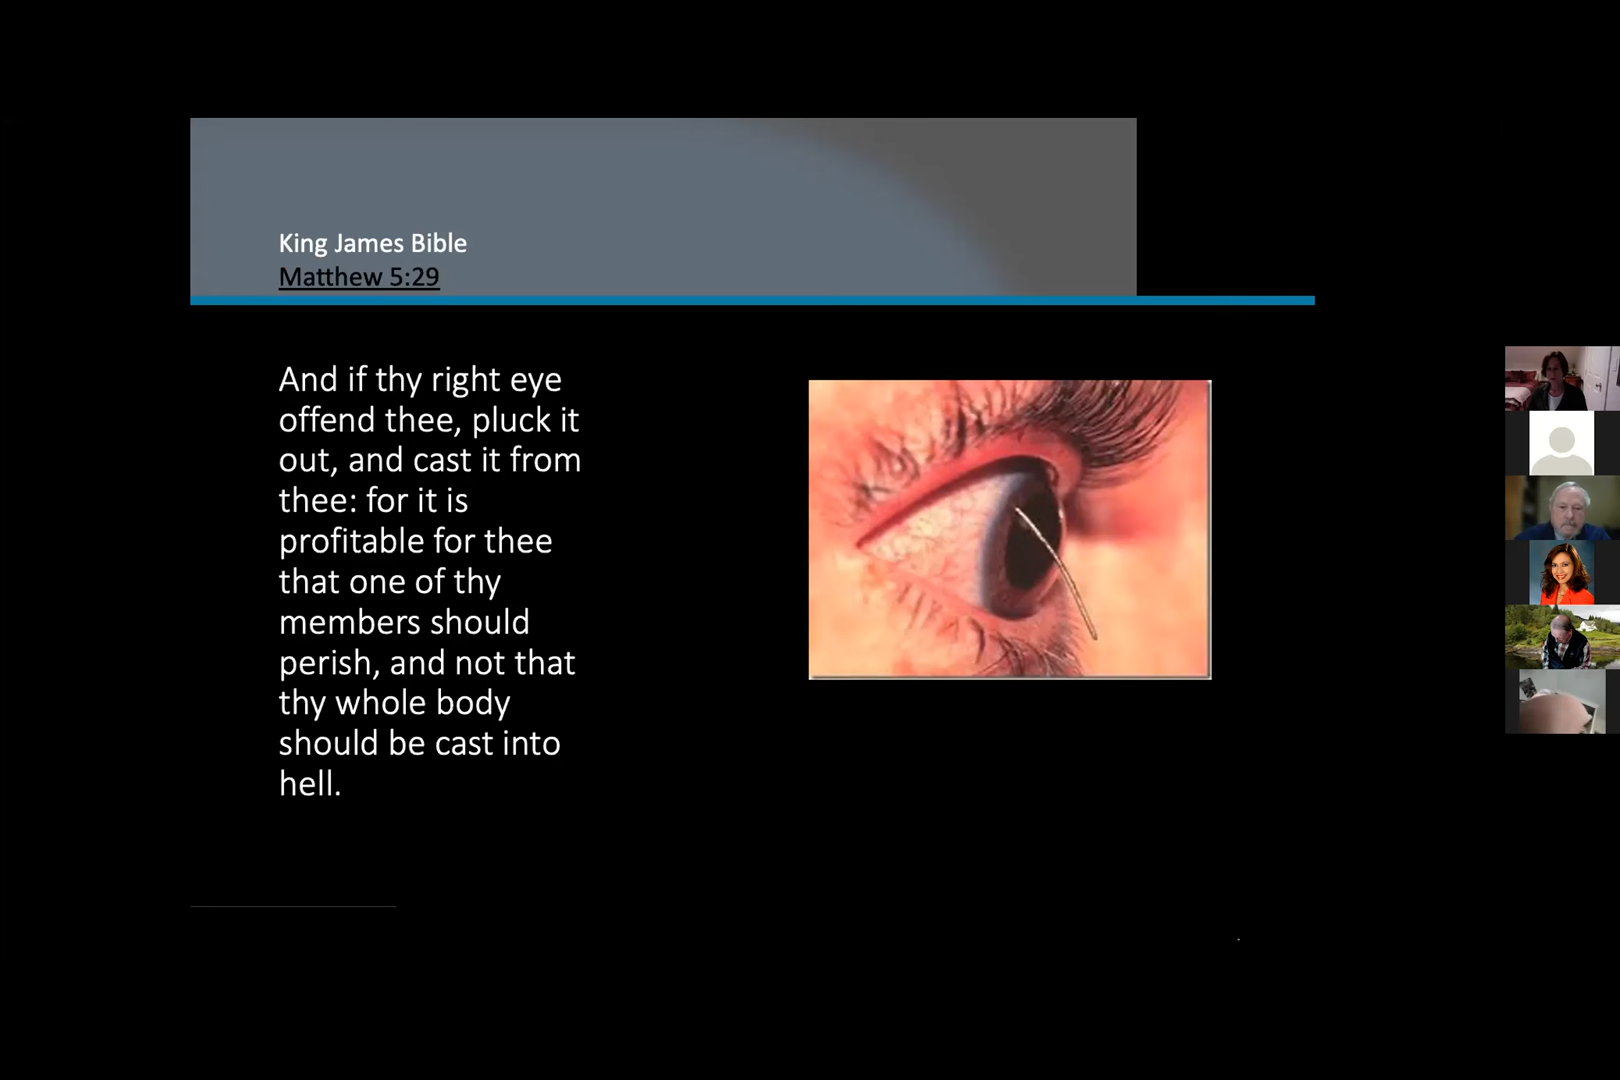 King James Bible
Matthew 5:29
And if thy right eye
offend thee, pluck it
out, and cast it from
thee: for it is
profitable for thee
that one of thy
members should
perish, and not that
thy whole body
should be cast into
hell.